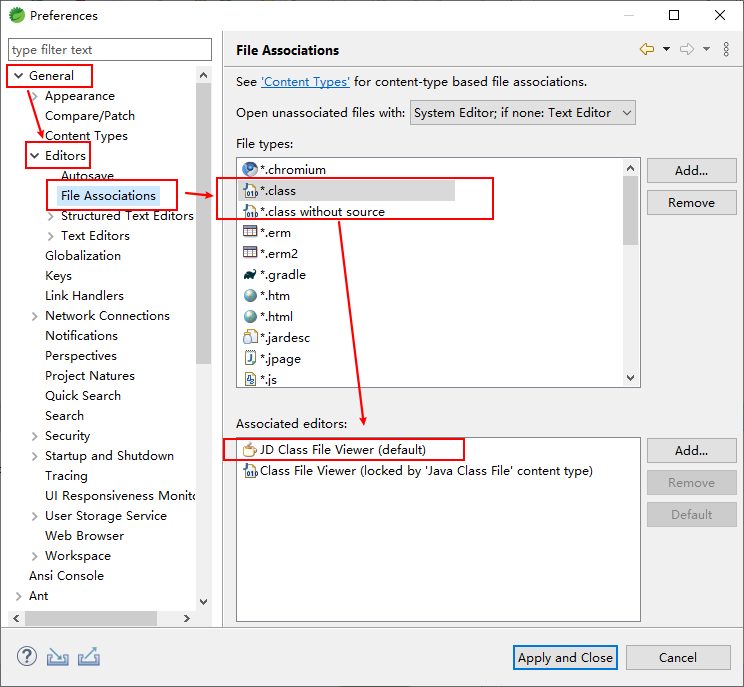 Preferences
type filter text
General
Appearance
Compare/Patch
Content Types
Editors
Autosave
File Associations
Structured Text Editors
Text Editors
Globalization
Keys
Link Handlers
Network Connections
Notifications
Perspectives
Project Natures
Quick Search
Search
Security
Startup and Shutdown
Tracing
UI Responsiveness Monito
User Storage Service
Web Browser
Workspace
Ansi Console
Ant
File Associations
See 'Content Types' for content-type based file associations.
Open unassociated files with: System Editor; if none: Text Editor
File types:
*.chromium
*.class
*.class without source
*.erm
*.erm2
*.gradle
*.htm
*.html
*.jardesc
*.jpage
*.js
Add...
Remove
Associated editors:
JD Class File Viewer (default)
Class File Viewer (locked by 'Java Class File' content type)
Add...
Remove
Default
Apply and Close
Cancel